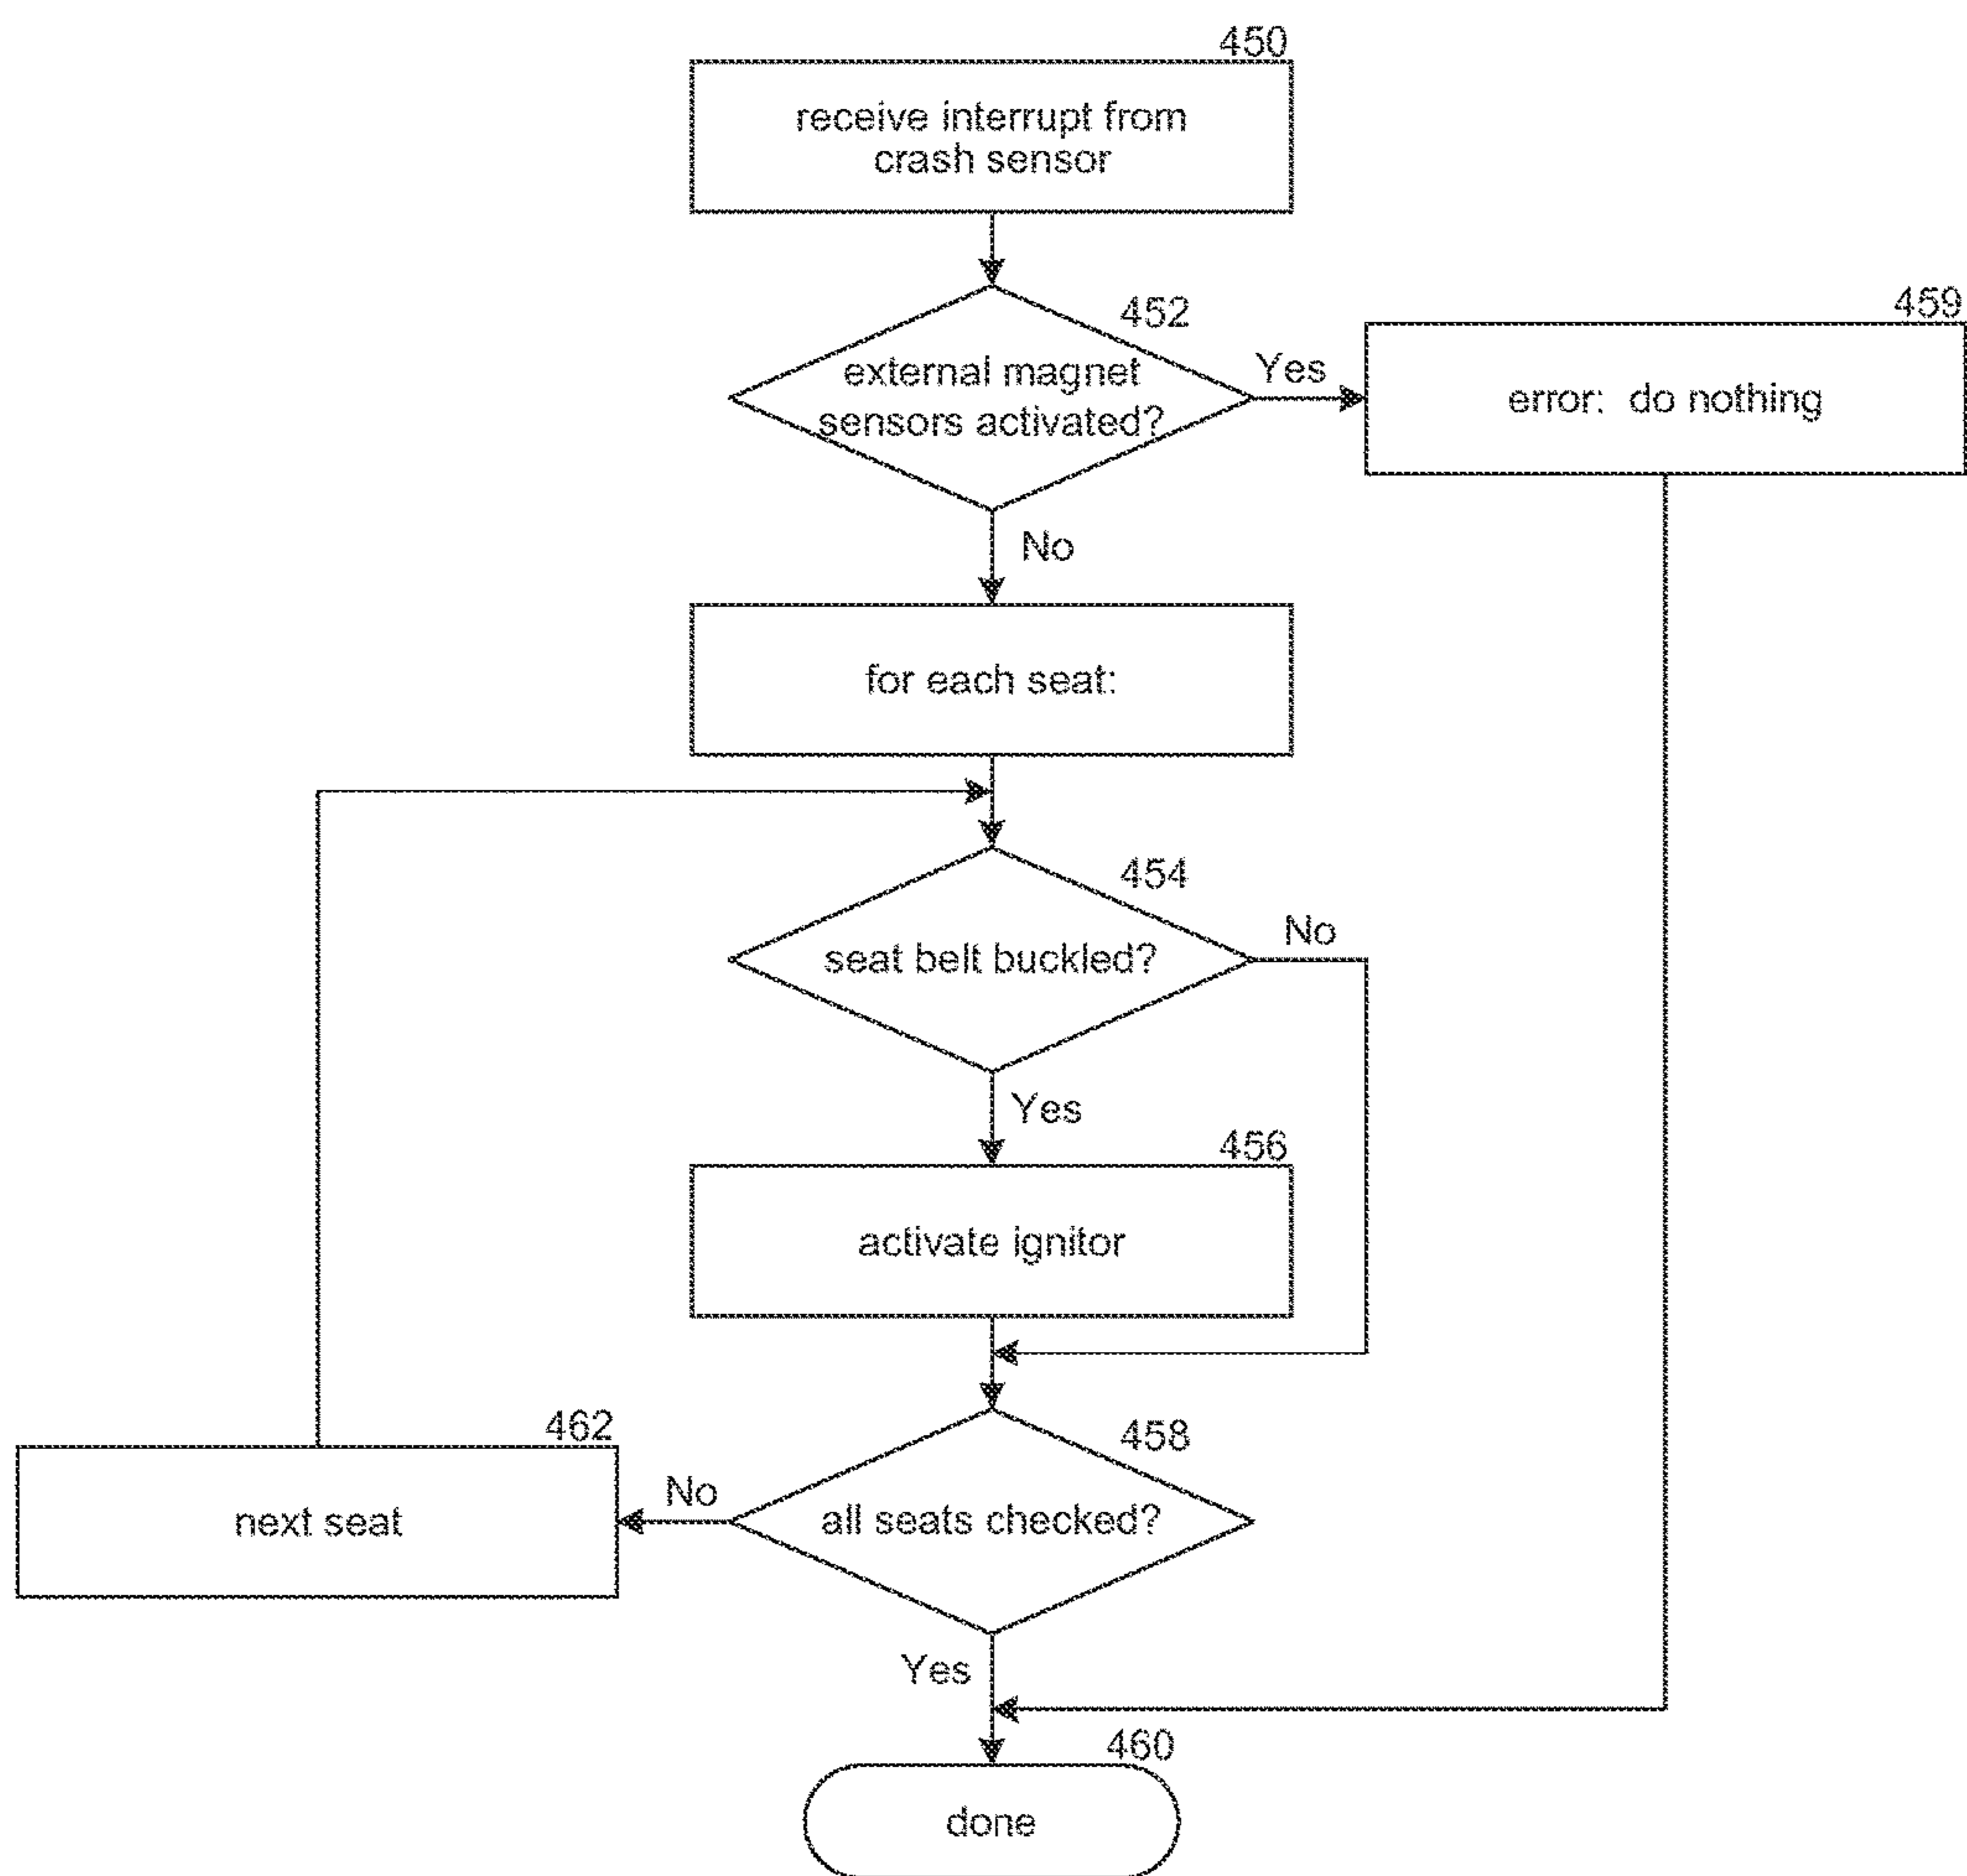 450
receive interrupt from
crash sensor
452
external magnet
sensors activated?
Yes
459
error: do nothing
No
for each seat:
454
seat belt buckled?
No
Yes
456
activate ignitor
462
next seat
No
458
all seats checked?
Yes
460
done